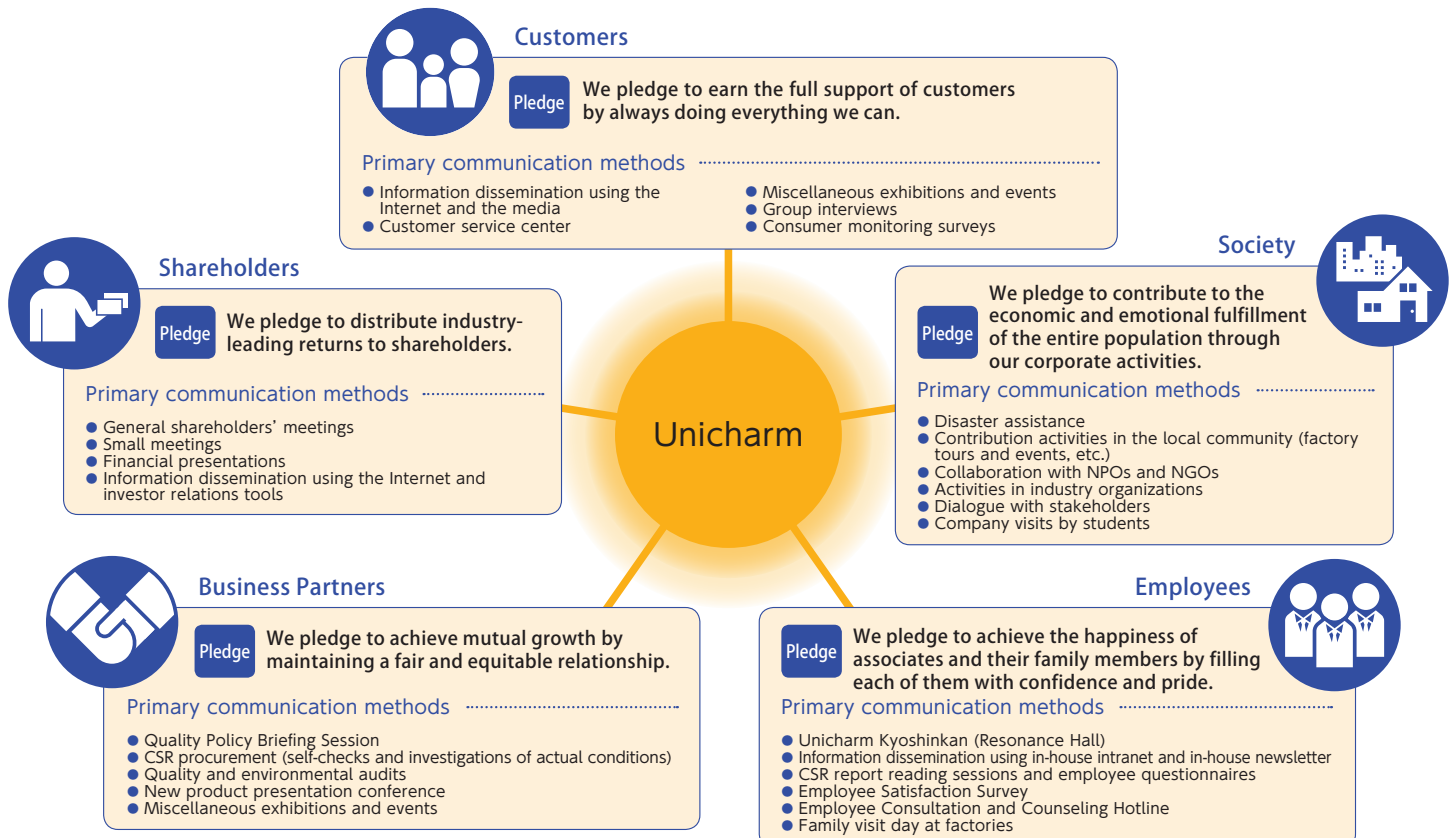 Customers
Pledge
We pledge to earn the full support of customers
by always doing everything we can.
Primary communication methods
● Information dissemination using the
Internet and the media
● Customer service center
● Miscellaneous exhibitions and events
● Group interviews
● Consumer monitoring surveys
Shareholders
Pledge
We pledge to distribute industry-
leading returns to shareholders.
Primary communication methods
● General shareholders' meetings
● Small meetings
● Financial presentations
● Information dissemination using the Internet and
investor relations tools
Society
Pledge
We pledge to contribute to the
economic and emotional fulfillment
of the entire population through
our corporate activities.
Primary communication methods
● Disaster assistance
● Contribution activities in the local community (factory
tours and events, etc.)
● Collaboration with NPOs and NGOs
● Activities in industry organizations
● Dialogue with stakeholders
● Company visits by students
Unicharm
Business Partners
Pledge
We pledge to achieve mutual growth by
maintaining a fair and equitable relationship.
Primary communication methods
● Quality Policy Briefing Session
● CSR procurement (self-checks and investigations of actual conditions)
● Quality and environmental audits
● New product presentation conference
● Miscellaneous exhibitions and events
Employees
Pledge
We pledge to achieve the happiness of
associates and their family members by filling
each of them with confidence and pride.
Primary communication methods
● Unicharm Kyoshinkan (Resonance Hall)
● Information dissemination using in-house intranet and in-house newsletter
● CSR report reading sessions and employee questionnaires
● Employee Satisfaction Survey
● Employee Consultation and Counseling Hotline
● Family visit day at factories